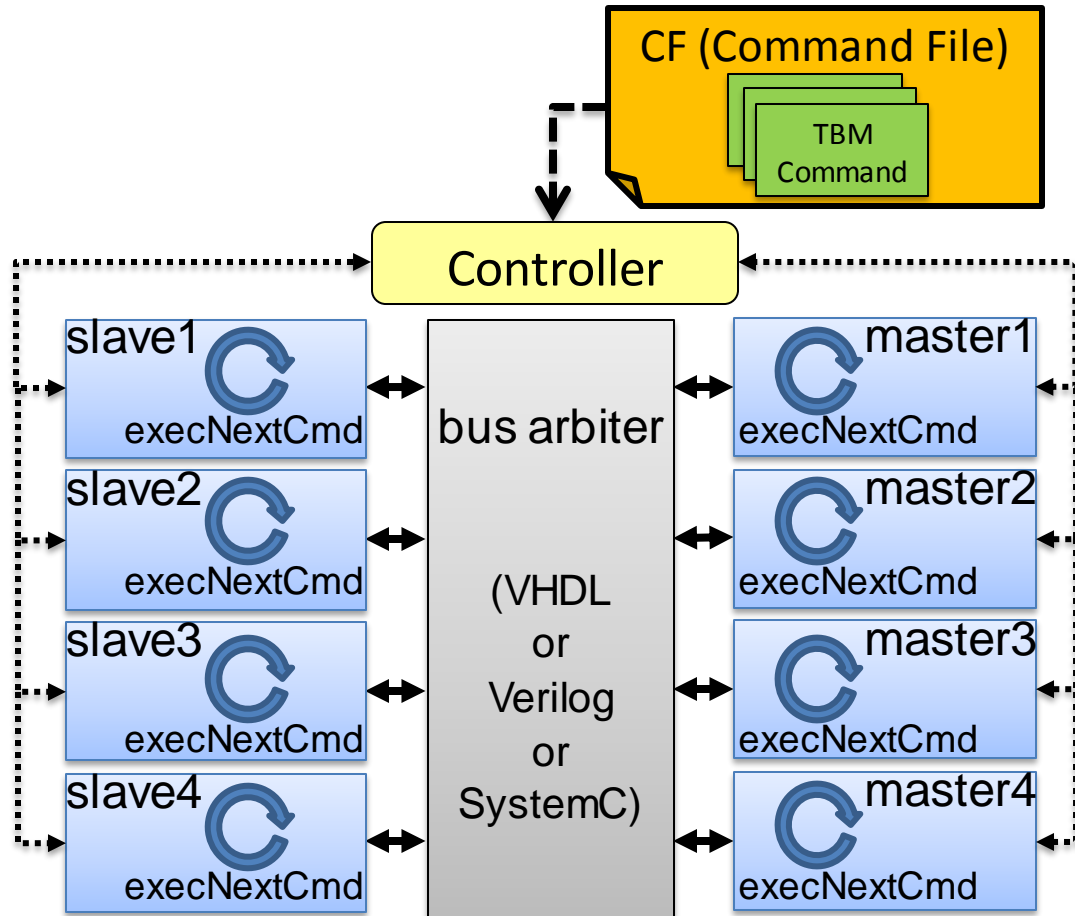 CF (Command File)
TBM
Command
Controller
slave1
execNextCmd
slave2
execNextCmd
slave3
execNextCmd
slave4
execNextCmd
bus arbiter
(VHDL
or
Verilog
or
SystemC)
master1
execNextCmd
master2
execNextCmd
master3
execNextCmd
master4
execNextCmd